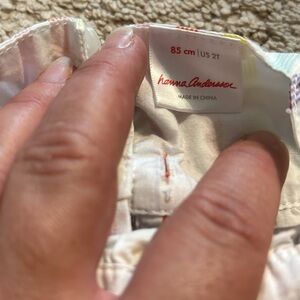 85 cm | US 2T
hanna Andersson
MADE IN CHINA